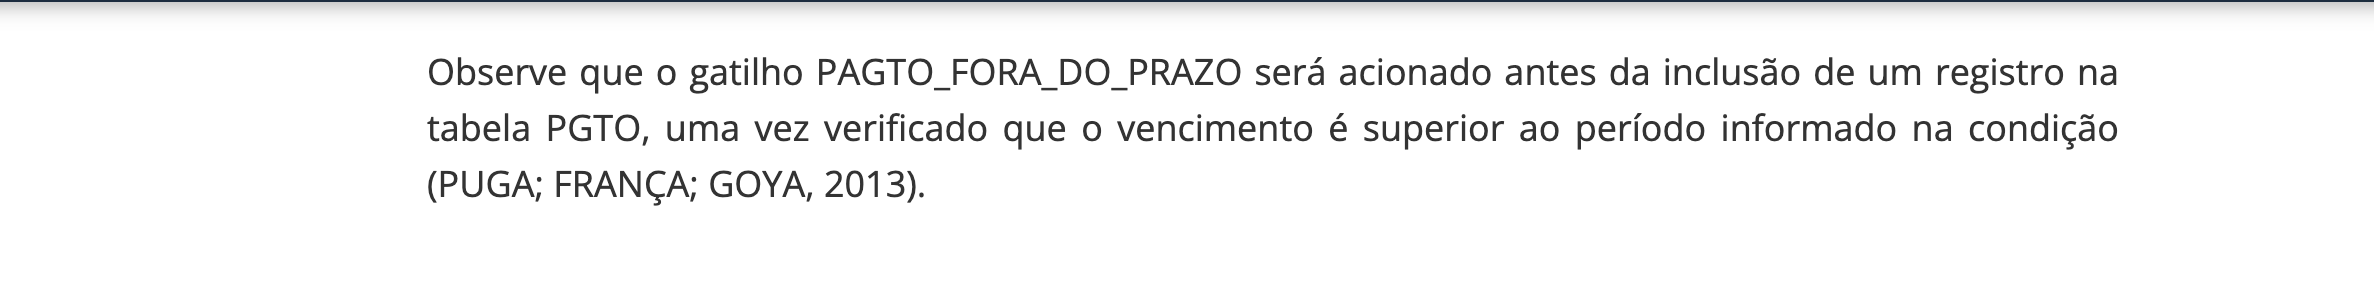 Observe que o gatilho PAGTO_FORA_DO_PRAZO será acionado antes da inclusão de um registro na
tabela PGTO, uma vez verificado que o vencimento é superior ao período informado na condição
(PUGA; FRANÇA; GOYA, 2013).